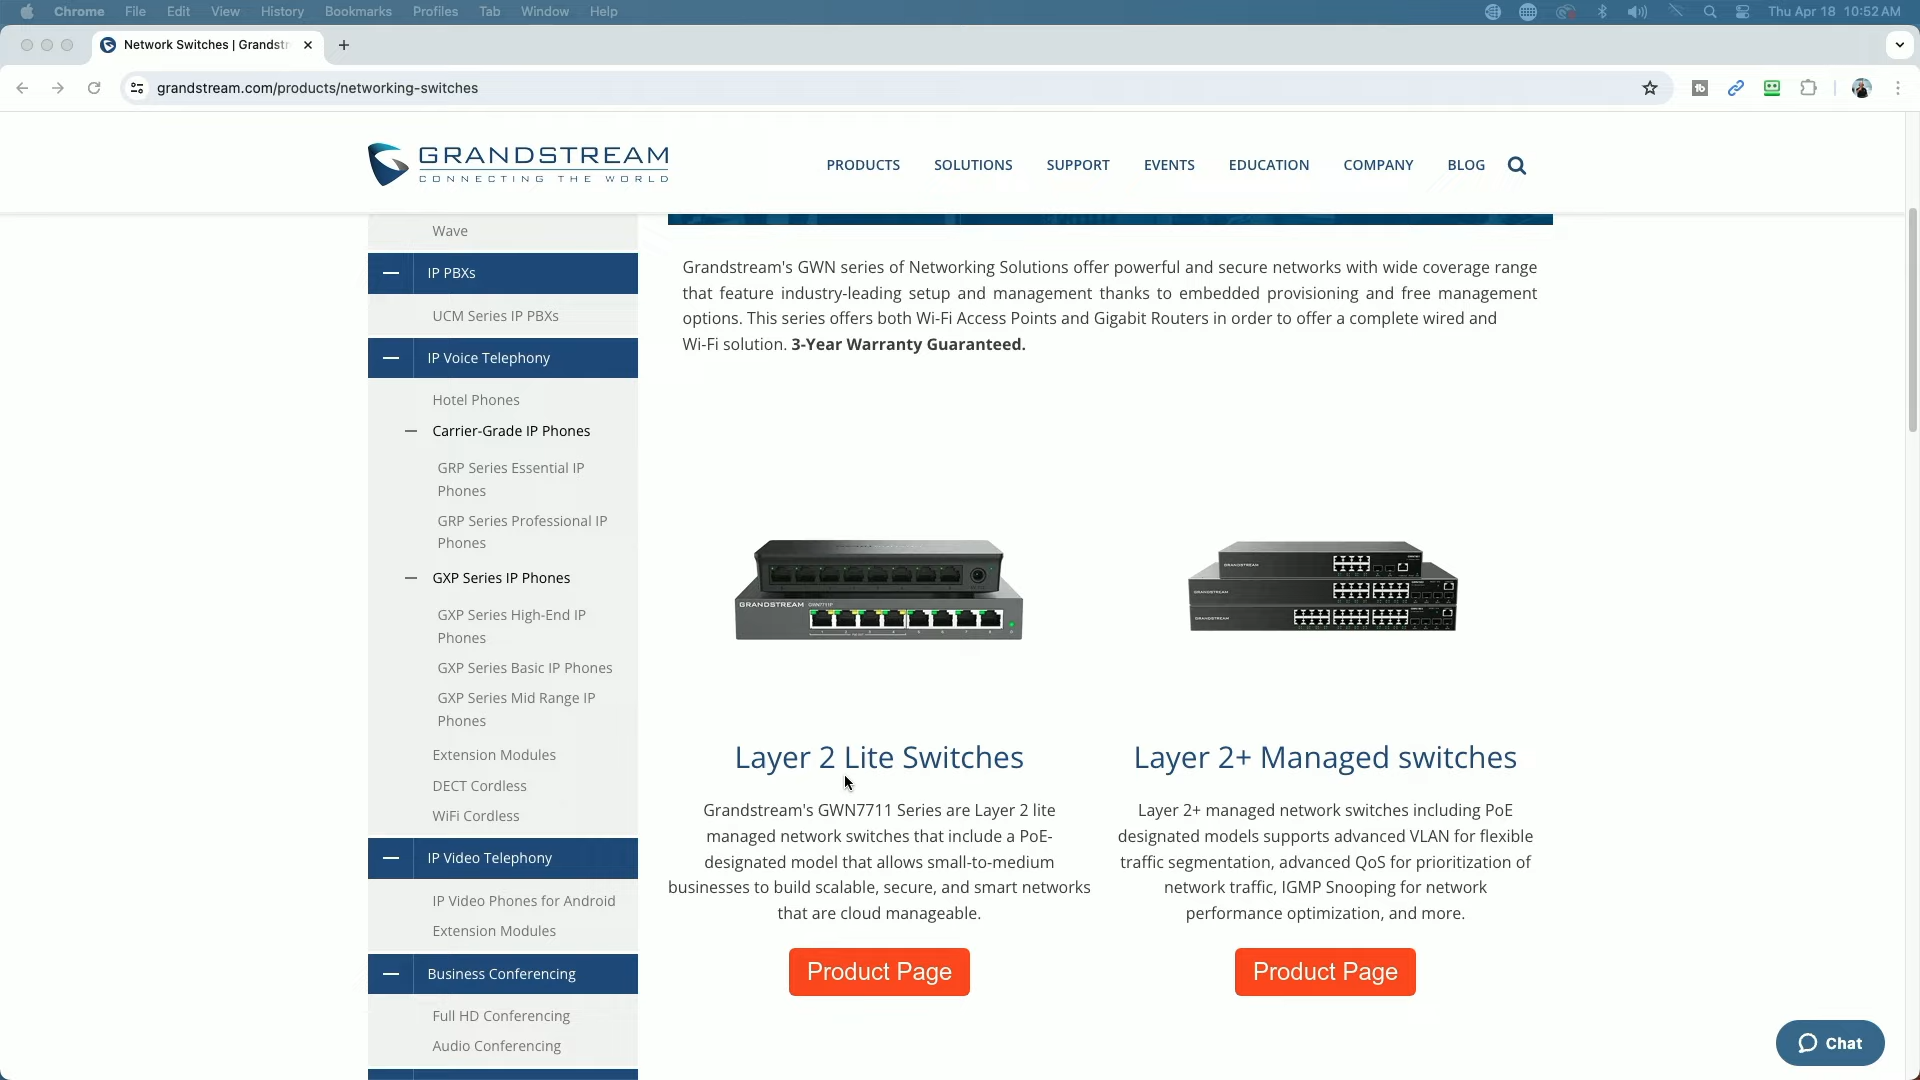 Chrome File Edit View History Bookmarks Profiles Tab Window Help Thu Apr 18 10:52 AM
Network Switches | Grandstr
grandstream.com/products/networking-switches
GRANDSTREAM
CONNECTING THE WORLD
PRODUCTS SOLUTIONS SUPPORT EVENTS EDUCATION COMPANY BLOG
Wave
IP PBXs
UCM Series IP PBXs
IP Voice Telephony
Hotel Phones
Carrier-Grade IP Phones
GRP Series Essential IP
Phones
GRP Series Professional IP
Phones
GXP Series IP Phones
GXP Series High-End IP
Phones
GXP Series Basic IP Phones
GXP Series Mid Range IP
Phones
Extension Modules
DECT Cordless
WiFi Cordless
IP Video Telephony
IP Video Phones for Android
Extension Modules
Business Conferencing
Full HD Conferencing
Audio Conferencing
Grandstream's GWN series of Networking Solutions offer powerful and secure networks with wide coverage range
that feature industry-leading setup and management thanks to embedded provisioning and free management
options. This series offers both Wi-Fi Access Points and Gigabit Routers in order to offer a complete wired and
Wi-Fi solution. 3-Year Warranty Guaranteed.
GRANDSTREAM GWN7711P
GRANDSTREAM
GRANDSTREAM
GRANDSTREAM
Layer 2 Lite Switches
Grandstream's GWN7711 Series are Layer 2 lite
managed network switches that include a PoE-
designated model that allows small-to-medium
businesses to build scalable, secure, and smart networks
that are cloud manageable.
Product Page
Layer 2+ Managed switches
Layer 2+ managed network switches including PoE
designated models supports advanced VLAN for flexible
traffic segmentation, advanced QoS for prioritization of
network traffic, IGMP Snooping for network
performance optimization, and more.
Product Page
Chat